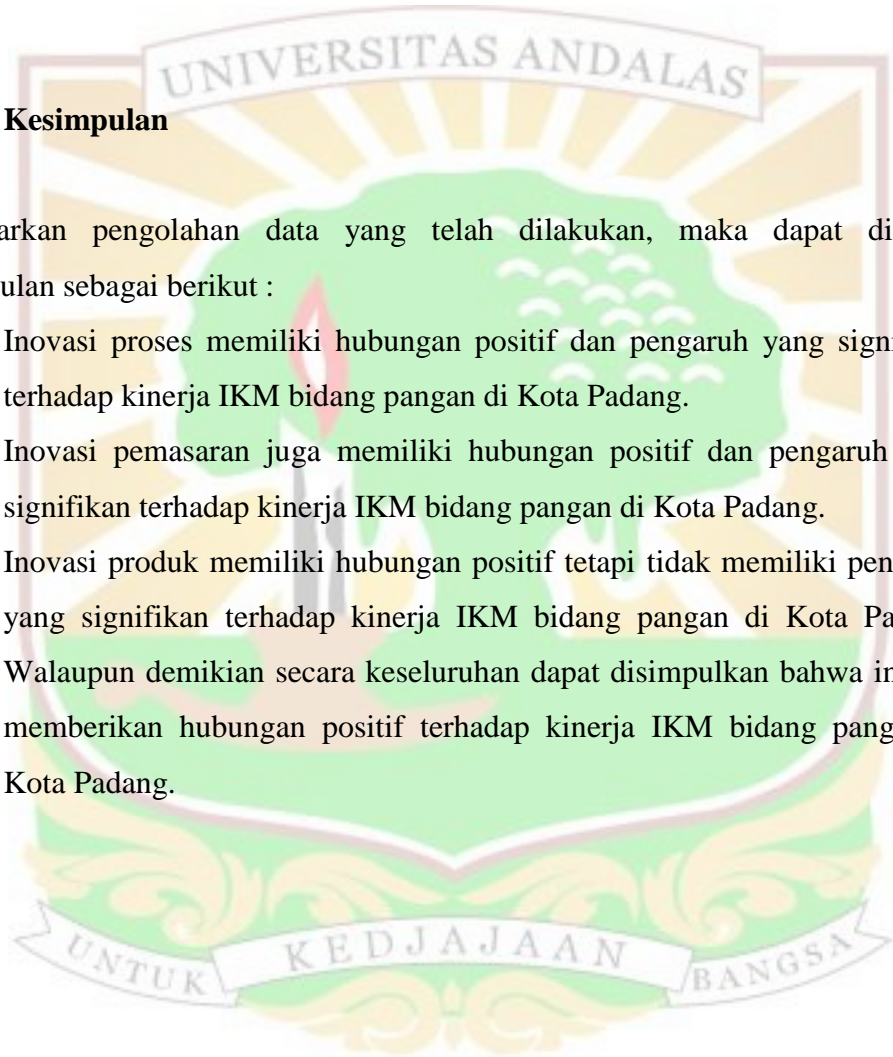 UNIVERSITAS ANDALAS
Kesimpulan
arkan pengolahan data yang telah dilakukan, maka dapat di
ulan sebagai berikut :
Inovasi proses memiliki hubungan positif dan pengaruh yang signi
terhadap kinerja IKM bidang pangan di Kota Padang.
Inovasi pemasaran juga memiliki hubungan positif dan pengaruh
signifikan terhadap kinerja IKM bidang pangan di Kota Padang.
Inovasi produk memiliki hubungan positif tetapi tidak memiliki pen
yang signifikan terhadap kinerja IKM bidang pangan di Kota Pa
Walaupun demikian secara keseluruhan dapat disimpulkan bahwa in
memberikan hubungan positif terhadap kinerja IKM bidang pang
Kota Padang.
UNTUK KEDJAJAAN BANGSA